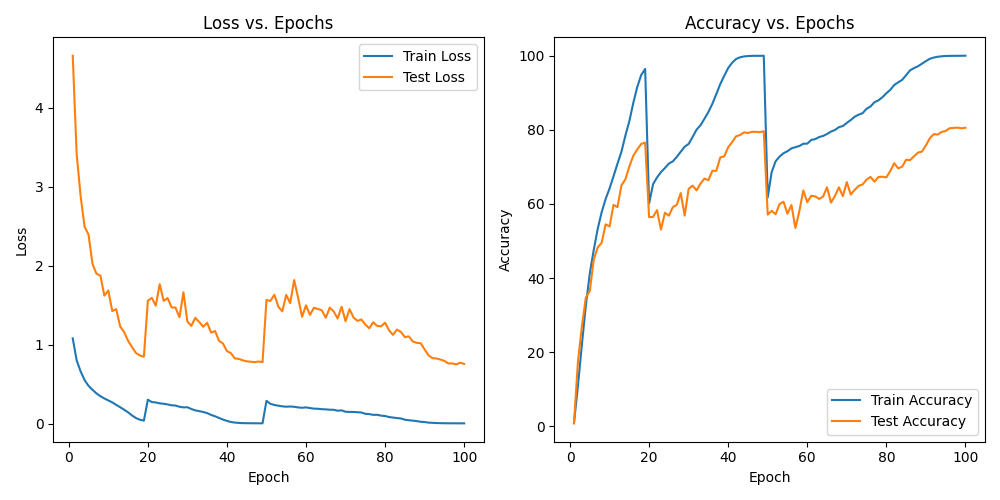 Loss vs. Epochs
Train Loss
Test Loss
Loss
4
3
2
1
0
0 20 40 60 80 100
Epoch
Accuracy vs. Epochs
Accuracy
100
80
60
40
20
0
Train Accuracy
Test Accuracy
0 20 40 60 80 100
Epoch